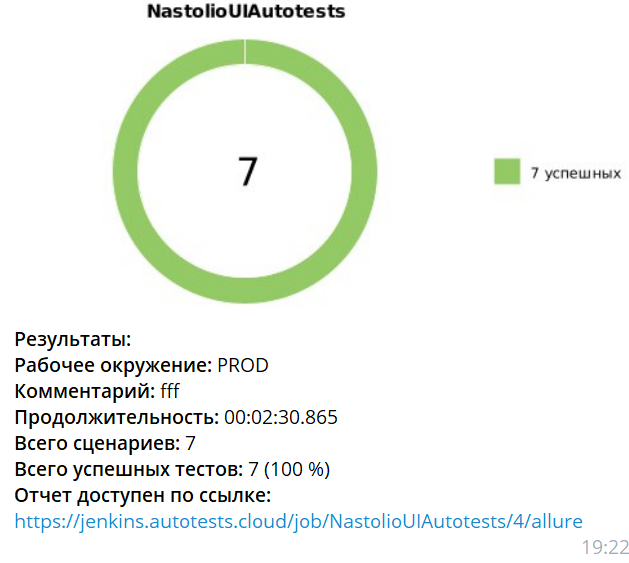 NastolioUIAutotests
7
7 успешных
Результаты:
Рабочее окружение: PROD
Комментарий: fff
Продолжительность: 00:02:30.865
Всего сценариев: 7
Всего успешных тестов: 7 (100 %)
Отчет доступен по ссылке:
https://jenkins.autotests.cloud/job/NastolioUIAutotests/4/allure
19:22